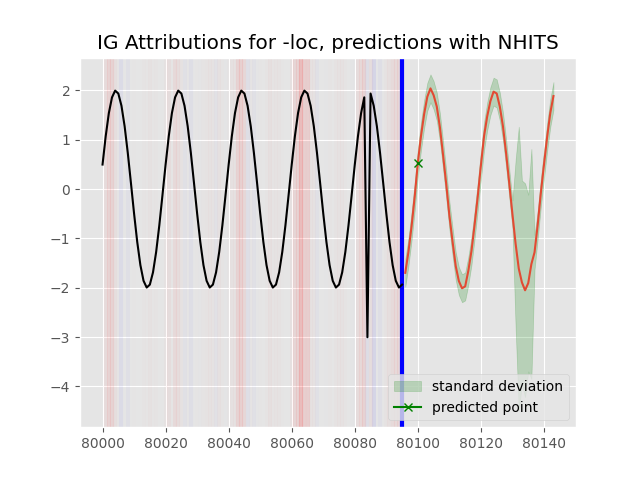 IG Attributions for -loc, predictions with NHITS
2
1
0
−1
−2
−3
−4
standard deviation
predicted point
80000 80020 80040 80060 80080 80100 80120 80140